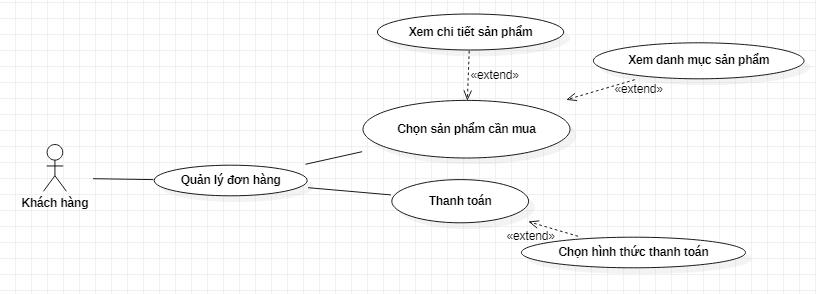 Xem chi tiết sản phẩm
Xem danh mục sản phẩm
«extend»
«extend»
Chọn sản phẩm cần mua
Quản lý đơn hàng
Khách hàng
Thanh toán
«extend»
Chọn hình thức thanh toán